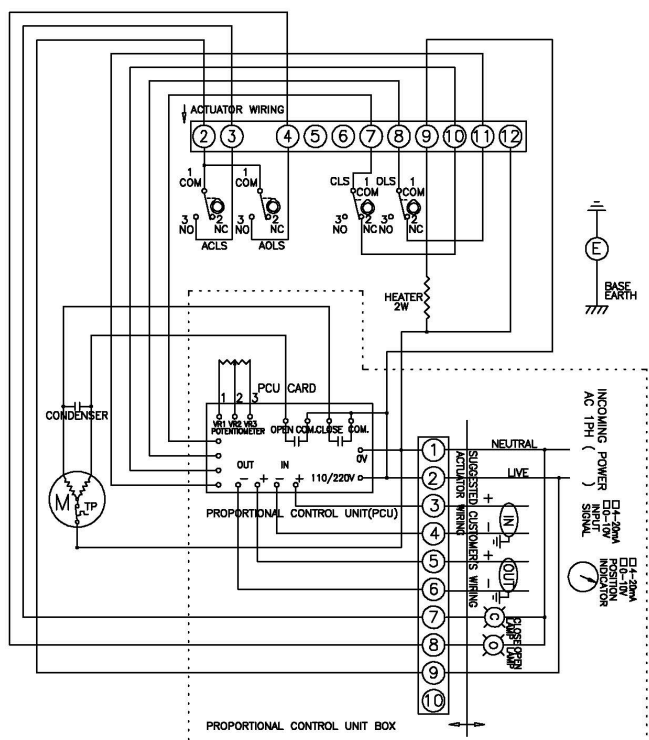 ACTUATOR WIRING
2 3 4 5 6 7 8 9 10 11 12
1 COM 3 NO 2 NC
ACLS
1 COM 3 NO 2 NC
AOLS
CLS 1 COM 3 NO 2 NC
OLS 1 COM 3 NO 2 NC
HEATER
2W
E
BASE
EARTH
1 2 3
PCU CARD
VR1 VR2 VR3
POTENTIOMETER
OPEN COM. CLOSE COM.
0V
OUT IN
- + - +
110/220V
PROPORTIONAL CONTROL UNIT(PCU)
CONDENSER
M
TP
1
2
3
4
5
6
7
8
9
10
ACTUATOR WIRING
SUGGESTED CUSTOMER'S WIRING
NEUTRAL
LIVE
+
IN
-
+
OUT
-
C
CLOSE
LAMP
O
OPEN
LAMP
INCOMING POWER
AC 1PH ( )
□4-20mA
□0-10V
INPUT
SIGNAL
□4-20mA
□0-10V
POSITION
INDICATOR
PROPORTIONAL CONTROL UNIT BOX